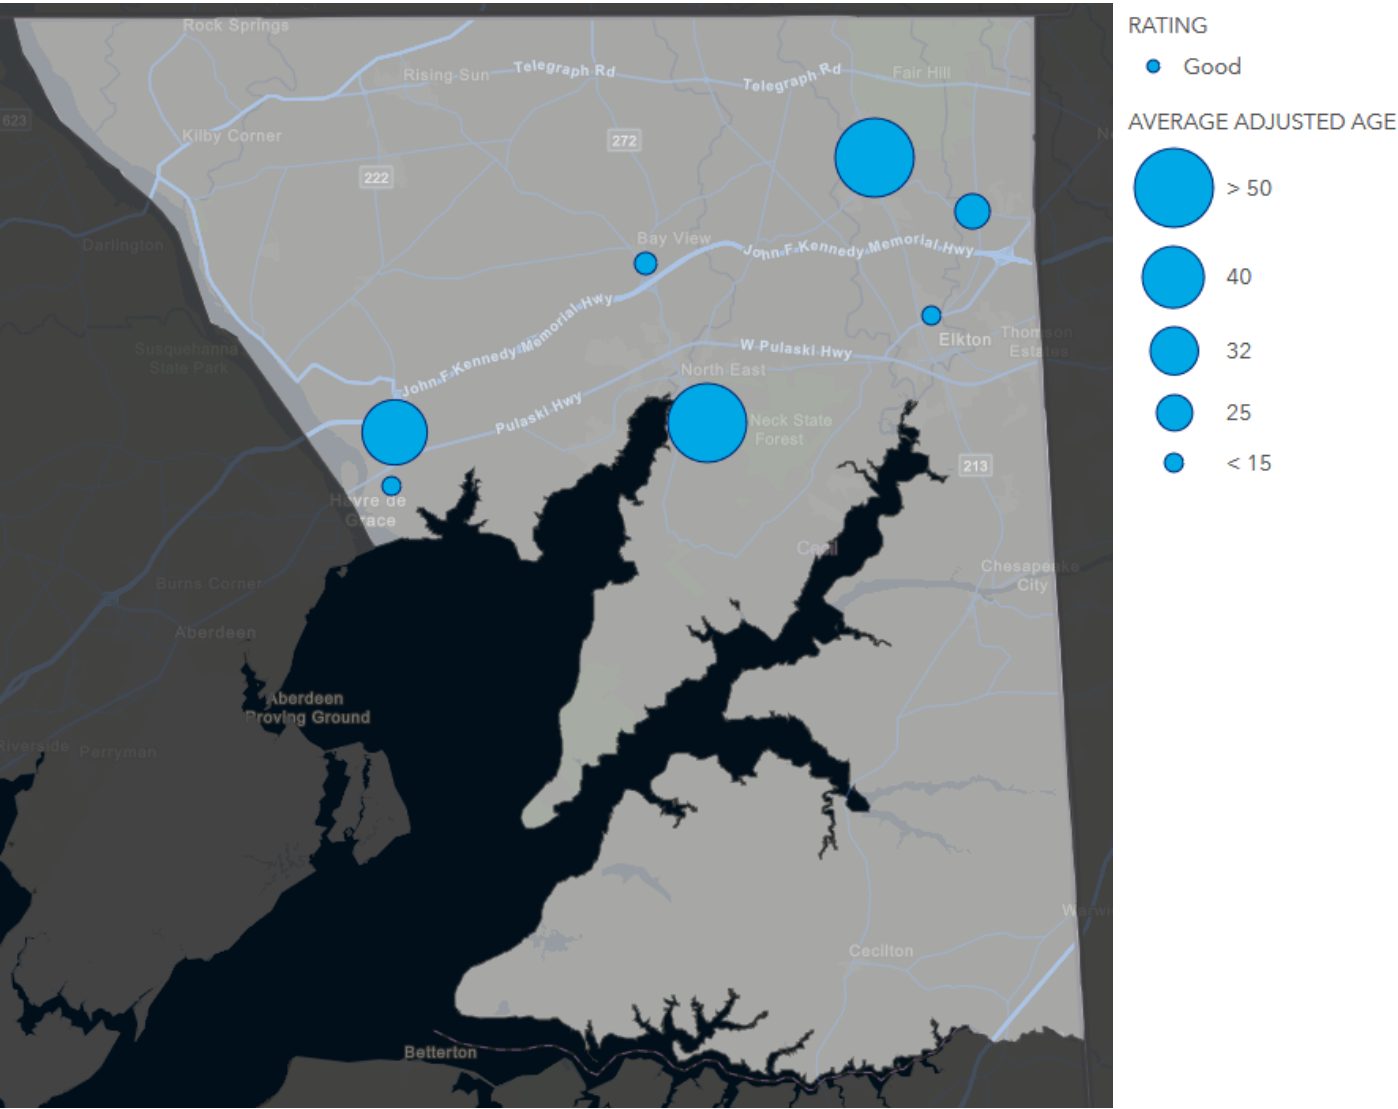 Rock Springs
RATING
Good
Rising Sun
Telegraph Rd
Telegraph Rd
Fair Hill
623
AVERAGE ADJUSTED AGE
Kilby Corner
272
222
> 50
Darlington
Bay View
John F Kennedy Memorial Hwy
40
John F Kennedy Memorial Hwy
Elkton
Thomson
Estates
Susquehanna
State Park
W Pulaski Hwy
32
North East
Pulaski Hwy
Neck State
Forest
25
213
< 15
Havre de
Grace
Cecil
Chesapeake
City
Burns Corner
Aberdeen
Aberdeen
Proving Ground
Riverside
Perryman
Cecilton
Betterton